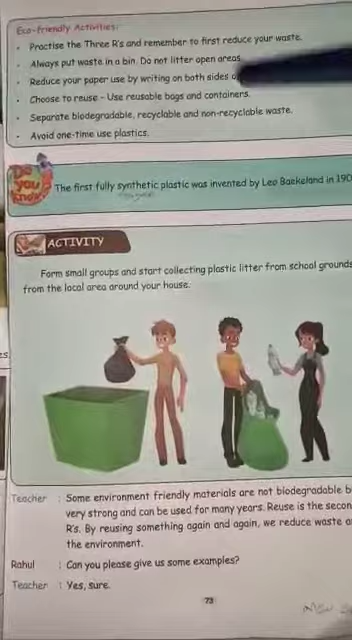 Eco-friendly Activities:
• Practise the Three R's and remember to first reduce your waste.
• Always put waste in a bin. Do not litter open areas.
• Reduce your paper use by writing on both sides
• Choose to reuse - Use reusable bags and containers.
• Separate biodegradable, recyclable and non-recyclable waste.
• Avoid one-time use plastics.
Do
you
know
The first fully synthetic plastic was invented by Leo Baekeland in 190
ACTIVITY
Form small groups and start collecting plastic litter from school grounds
from the local area around your house.
Teacher : Some environment friendly materials are not biodegradable b
very strong and can be used for many years. Reuse is the secon
R's. By reusing something again and again, we reduce waste a
the environment.
Rahul : Can you please give us some examples?
Teacher : Yes, sure.
73